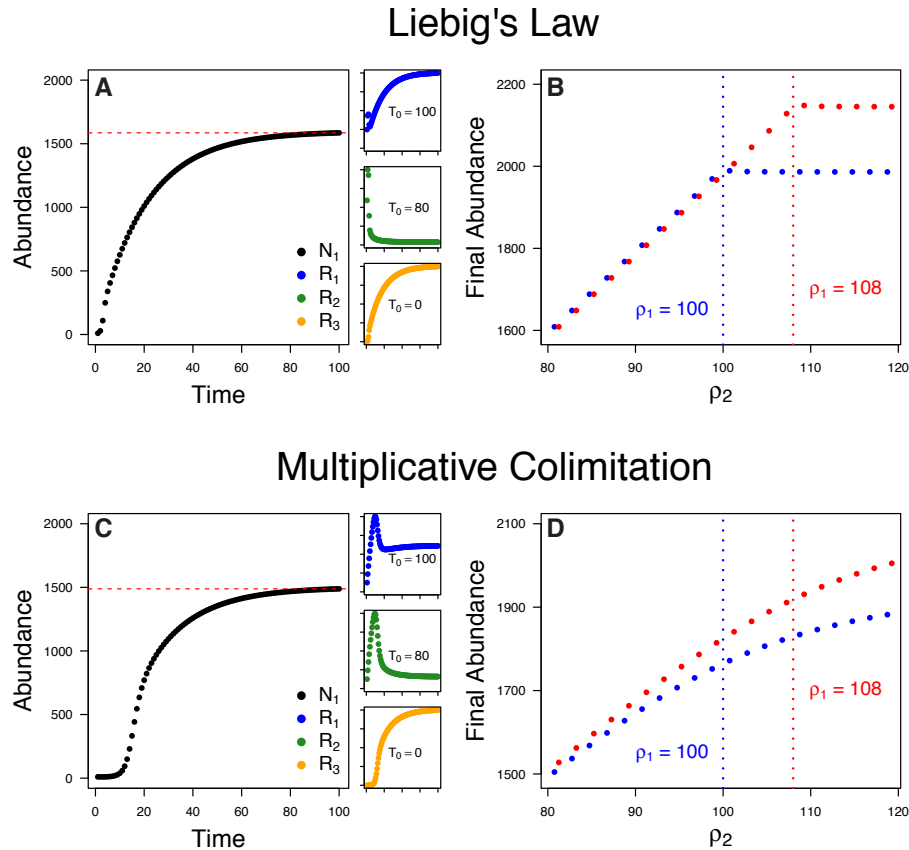 Liebig's Law
A
Abundance
2000
1500
1000
500
0
N₁
R₁
R₂
R₃
0 20 40 60 80 100
Time
T₀ = 100
T₀ = 80
T₀ = 0
B
Final Abundance
2200
2000
1800
1600
ρ₁ = 100
ρ₁ = 108
80 90 100 110 120
ρ₂
Multiplicative Colimitation
C
Abundance
2000
1500
1000
500
0
N₁
R₁
R₂
R₃
0 20 40 60 80 100
Time
T₀ = 100
T₀ = 80
T₀ = 0
D
Final Abundance
2100
1900
1700
1500
ρ₁ = 100
ρ₁ = 108
80 90 100 110 120
ρ₂